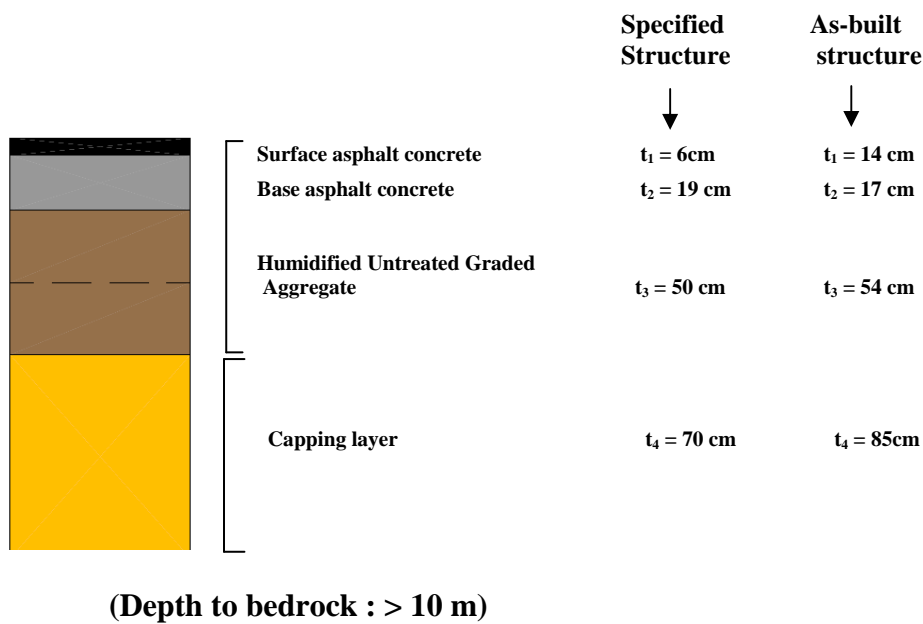 Specified Structure
As-built structure
Surface asphalt concrete t₁ = 6cm t₁ = 14 cm
Base asphalt concrete t₂ = 19 cm t₂ = 17 cm
Humidified Untreated Graded
Aggregate t₃ = 50 cm t₃ = 54 cm
Capping layer t₄ = 70 cm t₄ = 85cm
(Depth to bedrock : > 10 m)